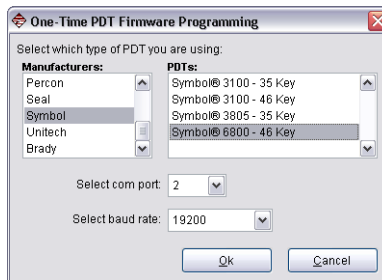 One-Time PDT Firmware Programming
Select which type of PDT you are using:
Manufacturers: PDTs:
Percon Symbol® 3100 - 35 Key
Seal Symbol® 3100 - 46 Key
Symbol Symbol® 3805 - 35 Key
Unitech Symbol® 6800 - 46 Key
Brady
Select com port: 2
Select baud rate: 19200
Ok Cancel